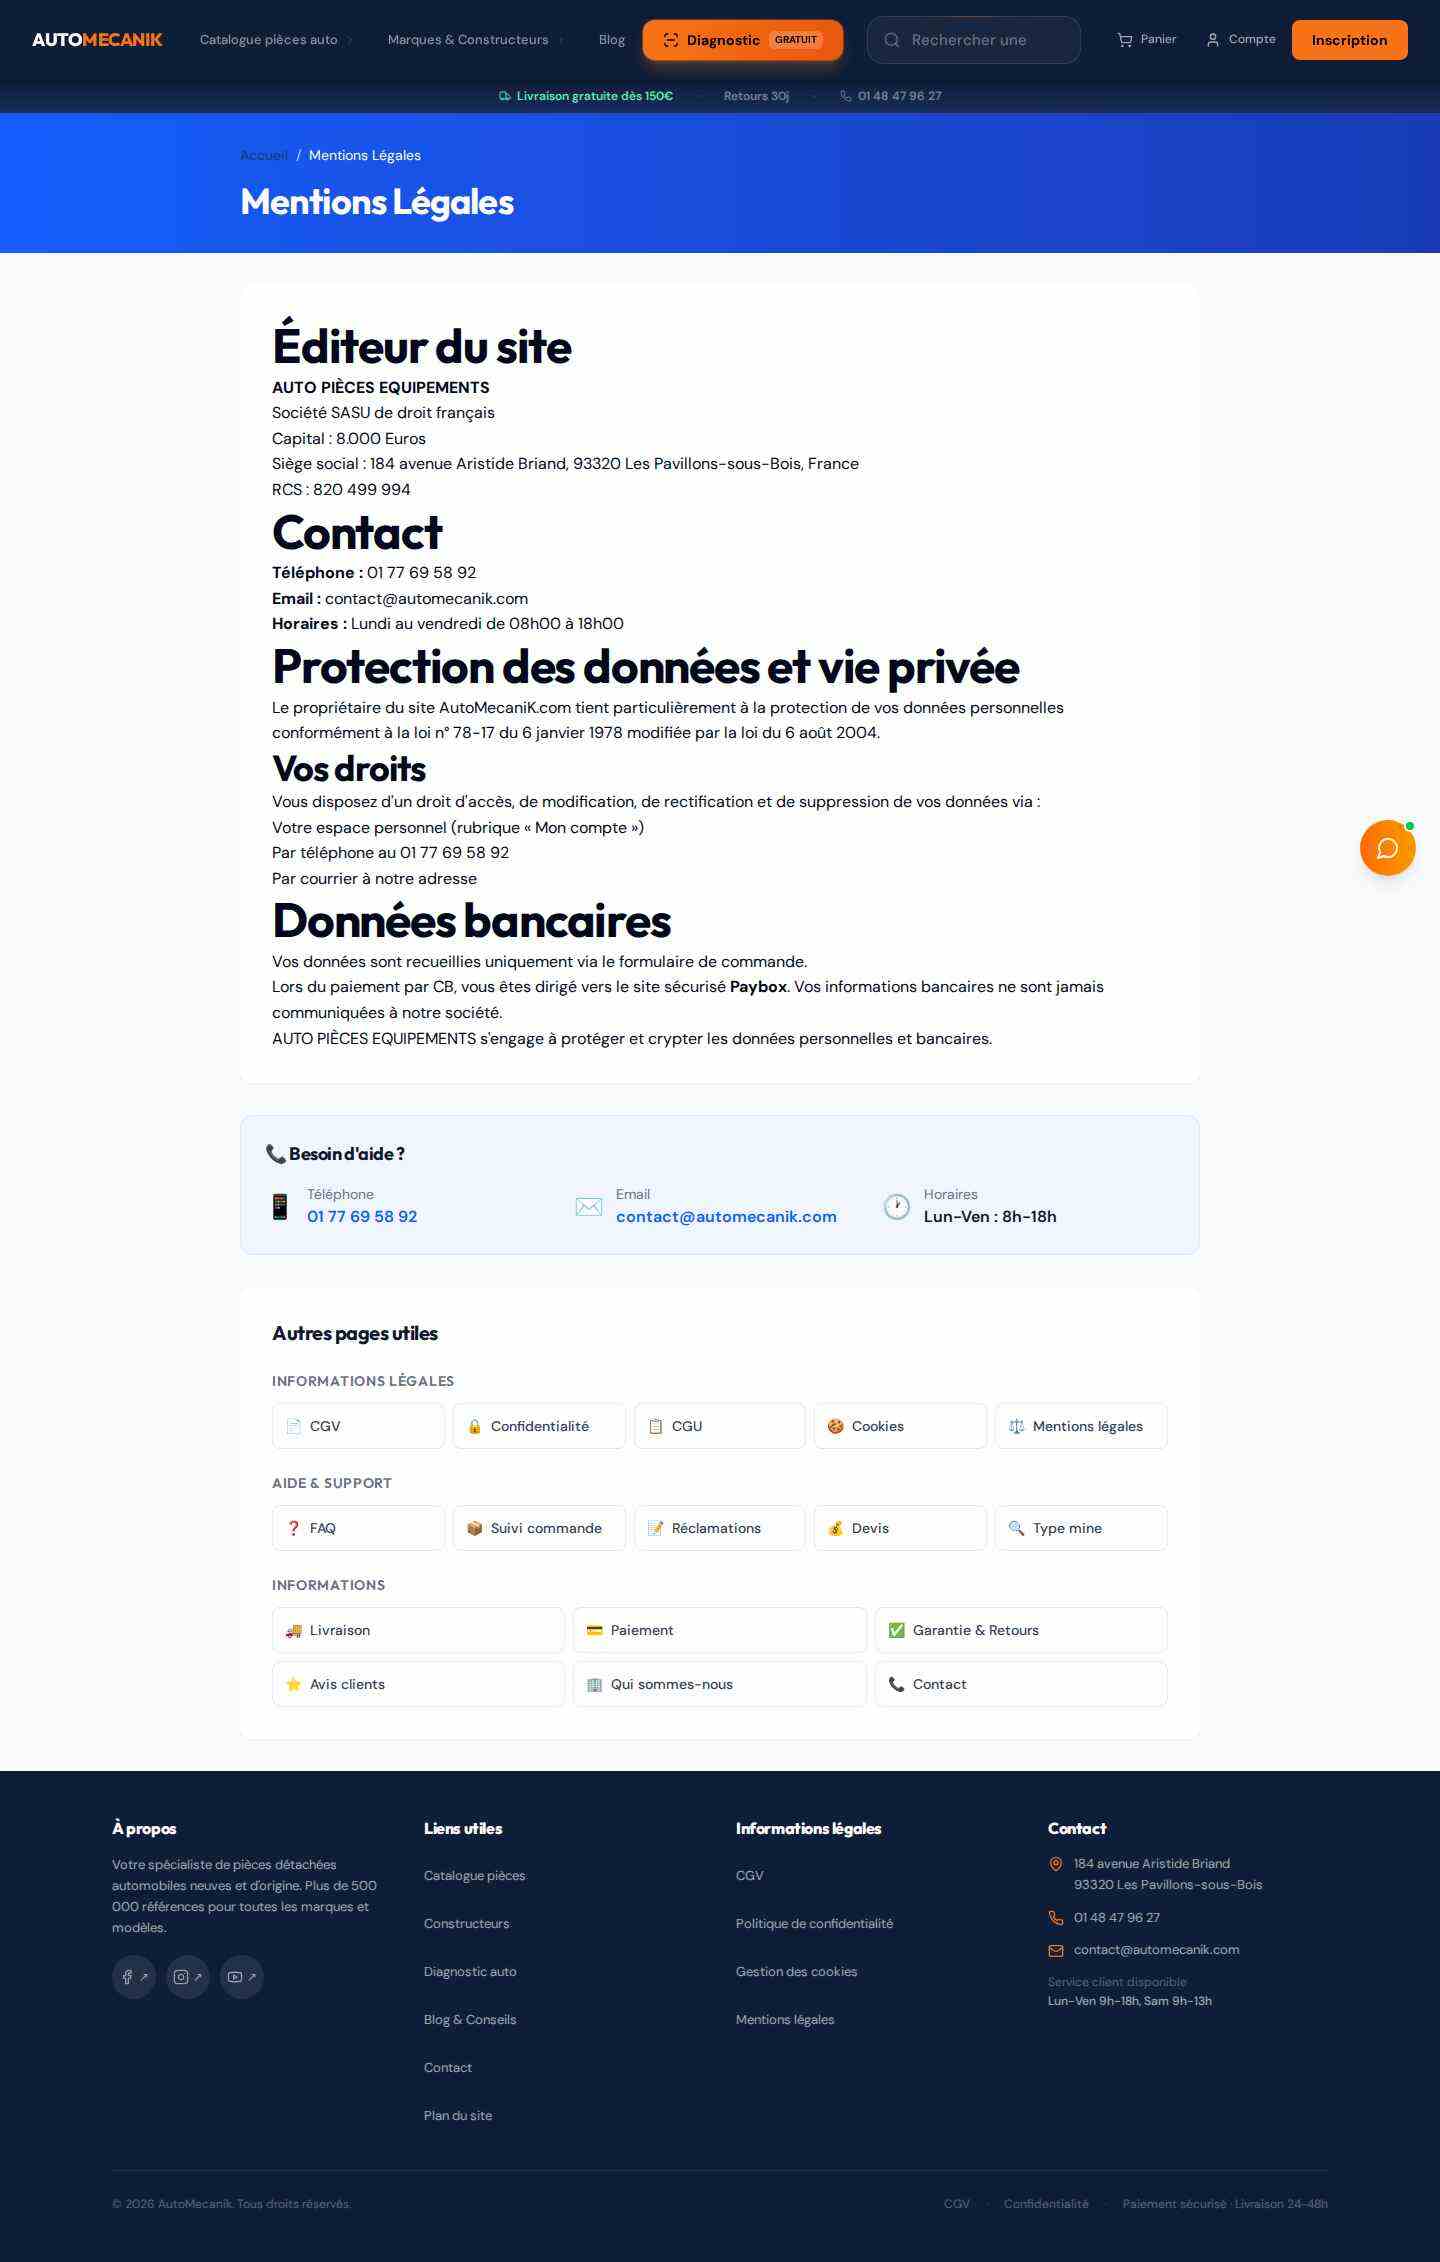 AUTOMECANIK
Catalogue pièces auto
Marques & Constructeurs
Blog
Diagnostic GRATUIT
Rechercher une
Panier
Compte
Inscription
Livraison gratuite dès 150€ · Retours 30j · 01 48 47 96 27
Accueil / Mentions Légales
Mentions Légales
Éditeur du site
AUTO PIÈCES EQUIPEMENTS
Société SASU de droit français
Capital : 8.000 Euros
Siège social : 184 avenue Aristide Briand, 93320 Les Pavillons-sous-Bois, France
RCS : 820 499 994
Contact
Téléphone : 01 77 69 58 92
Email : contact@automecanik.com
Horaires : Lundi au vendredi de 08h00 à 18h00
Protection des données et vie privée
Le propriétaire du site AutoMecaniK.com tient particulièrement à la protection de vos données personnelles
conformément à la loi n° 78-17 du 6 janvier 1978 modifiée par la loi du 6 août 2004.
Vos droits
Vous disposez d'un droit d'accès, de modification, de rectification et de suppression de vos données via :
Votre espace personnel (rubrique « Mon compte »)
Par téléphone au 01 77 69 58 92
Par courrier à notre adresse
Données bancaires
Vos données sont recueillies uniquement via le formulaire de commande.
Lors du paiement par CB, vous êtes dirigé vers le site sécurisé Paybox. Vos informations bancaires ne sont jamais
communiquées à notre société.
AUTO PIÈCES EQUIPEMENTS s'engage à protéger et crypter les données personnelles et bancaires.
📞 Besoin d'aide ?
Téléphone
01 77 69 58 92
Email
contact@automecanik.com
Horaires
Lun-Ven : 8h-18h
Autres pages utiles
INFORMATIONS LÉGALES
CGV
Confidentialité
CGU
Cookies
Mentions légales
AIDE & SUPPORT
FAQ
Suivi commande
Réclamations
Devis
Type mine
INFORMATIONS
Livraison
Paiement
Garantie & Retours
Avis clients
Qui sommes-nous
Contact
À propos
Votre spécialiste de pièces détachées
automobiles neuves et d'origine. Plus de 500
000 références pour toutes les marques et
modèles.
Liens utiles
Catalogue pièces
Constructeurs
Diagnostic auto
Blog & Conseils
Contact
Plan du site
Informations légales
CGV
Politique de confidentialité
Gestion des cookies
Mentions légales
Contact
184 avenue Aristide Briand
93320 Les Pavillons-sous-Bois
01 48 47 96 27
contact@automecanik.com
Service client disponible
Lun-Ven 9h-18h, Sam 9h-13h
© 2026 AutoMecanik. Tous droits réservés.
CGV · Confidentialité · Paiement sécurisé · Livraison 24-48h